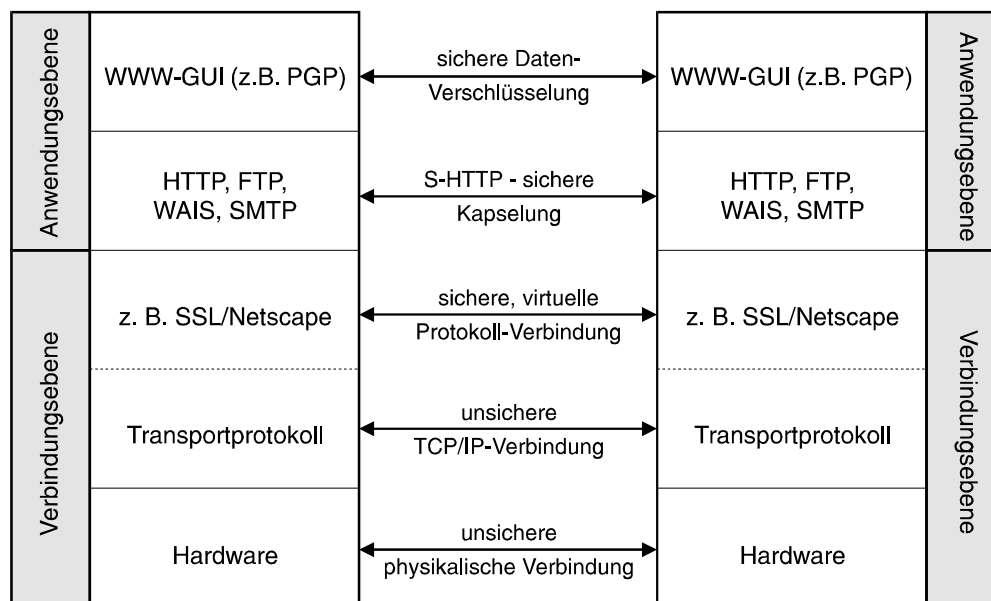 Anwendungsebene
WWW-GUI (z.B. PGP)
sichere Daten-
Verschlüsselung
WWW-GUI (z.B. PGP)
Anwendungsebene
HTTP, FTP,
WAIS, SMTP
S-HTTP - sichere
Kapselung
HTTP, FTP,
WAIS, SMTP
Verbindungsebene
z. B. SSL/Netscape
sichere, virtuelle
Protokoll-Verbindung
z. B. SSL/Netscape
Verbindungsebene
Transportprotokoll
unsichere
TCP/IP-Verbindung
Transportprotokoll
Hardware
unsichere
physikalische Verbindung
Hardware